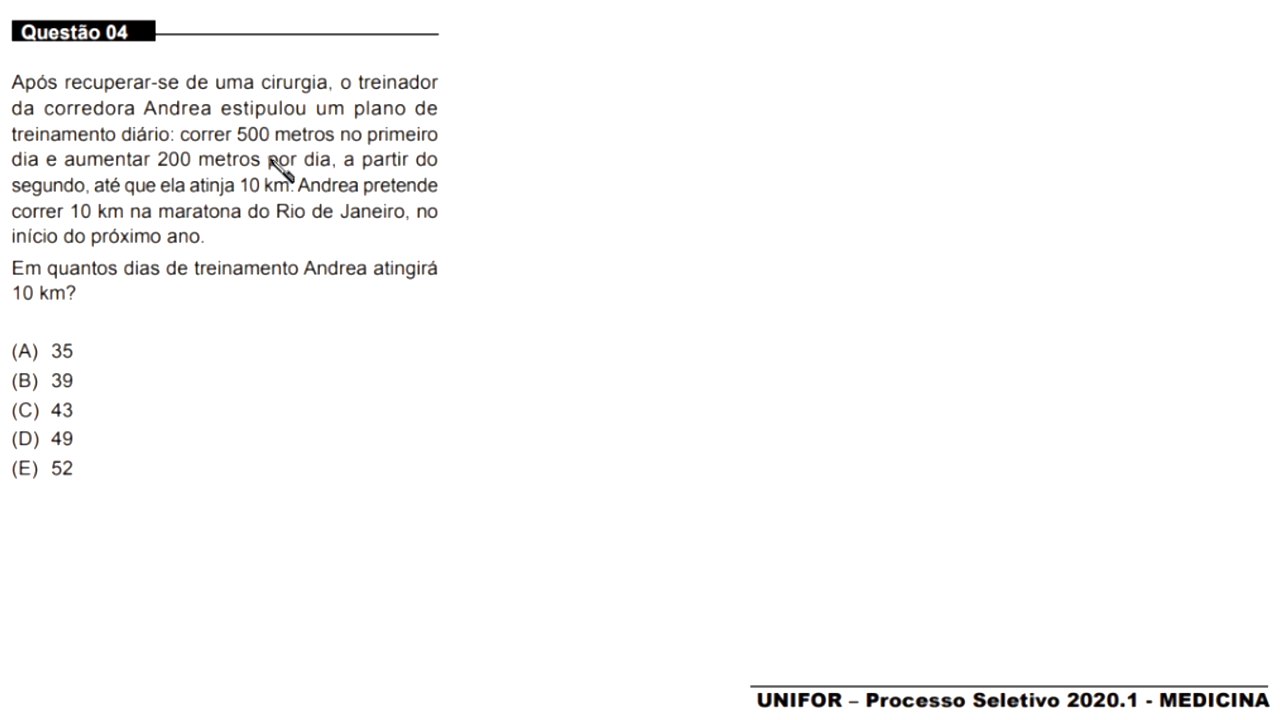 Questão 04
Após recuperar-se de uma cirurgia, o treinador
da corredora Andrea estipulou um plano de
treinamento diário: correr 500 metros no primeiro
dia e aumentar 200 metros por dia, a partir do
segundo, até que ela atinja 10 km. Andrea pretende
correr 10 km na maratona do Rio de Janeiro, no
início do próximo ano.
Em quantos dias de treinamento Andrea atingirá
10 km?
(A) 35
(B) 39
(C) 43
(D) 49
(E) 52
UNIFOR – Processo Seletivo 2020.1 - MEDICINA